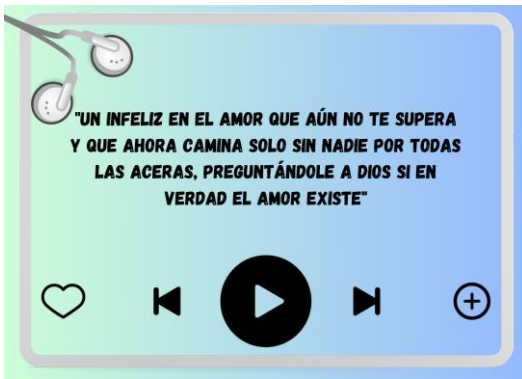 "UN INFELIZ EN EL AMOR QUE AÚN NO TE SUPERA
Y QUE AHORA CAMINA SOLO SIN NADIE POR TODAS
LAS ACERAS, PREGUNTÁNDOLE A DIOS SI EN
VERDAD EL AMOR EXISTE"